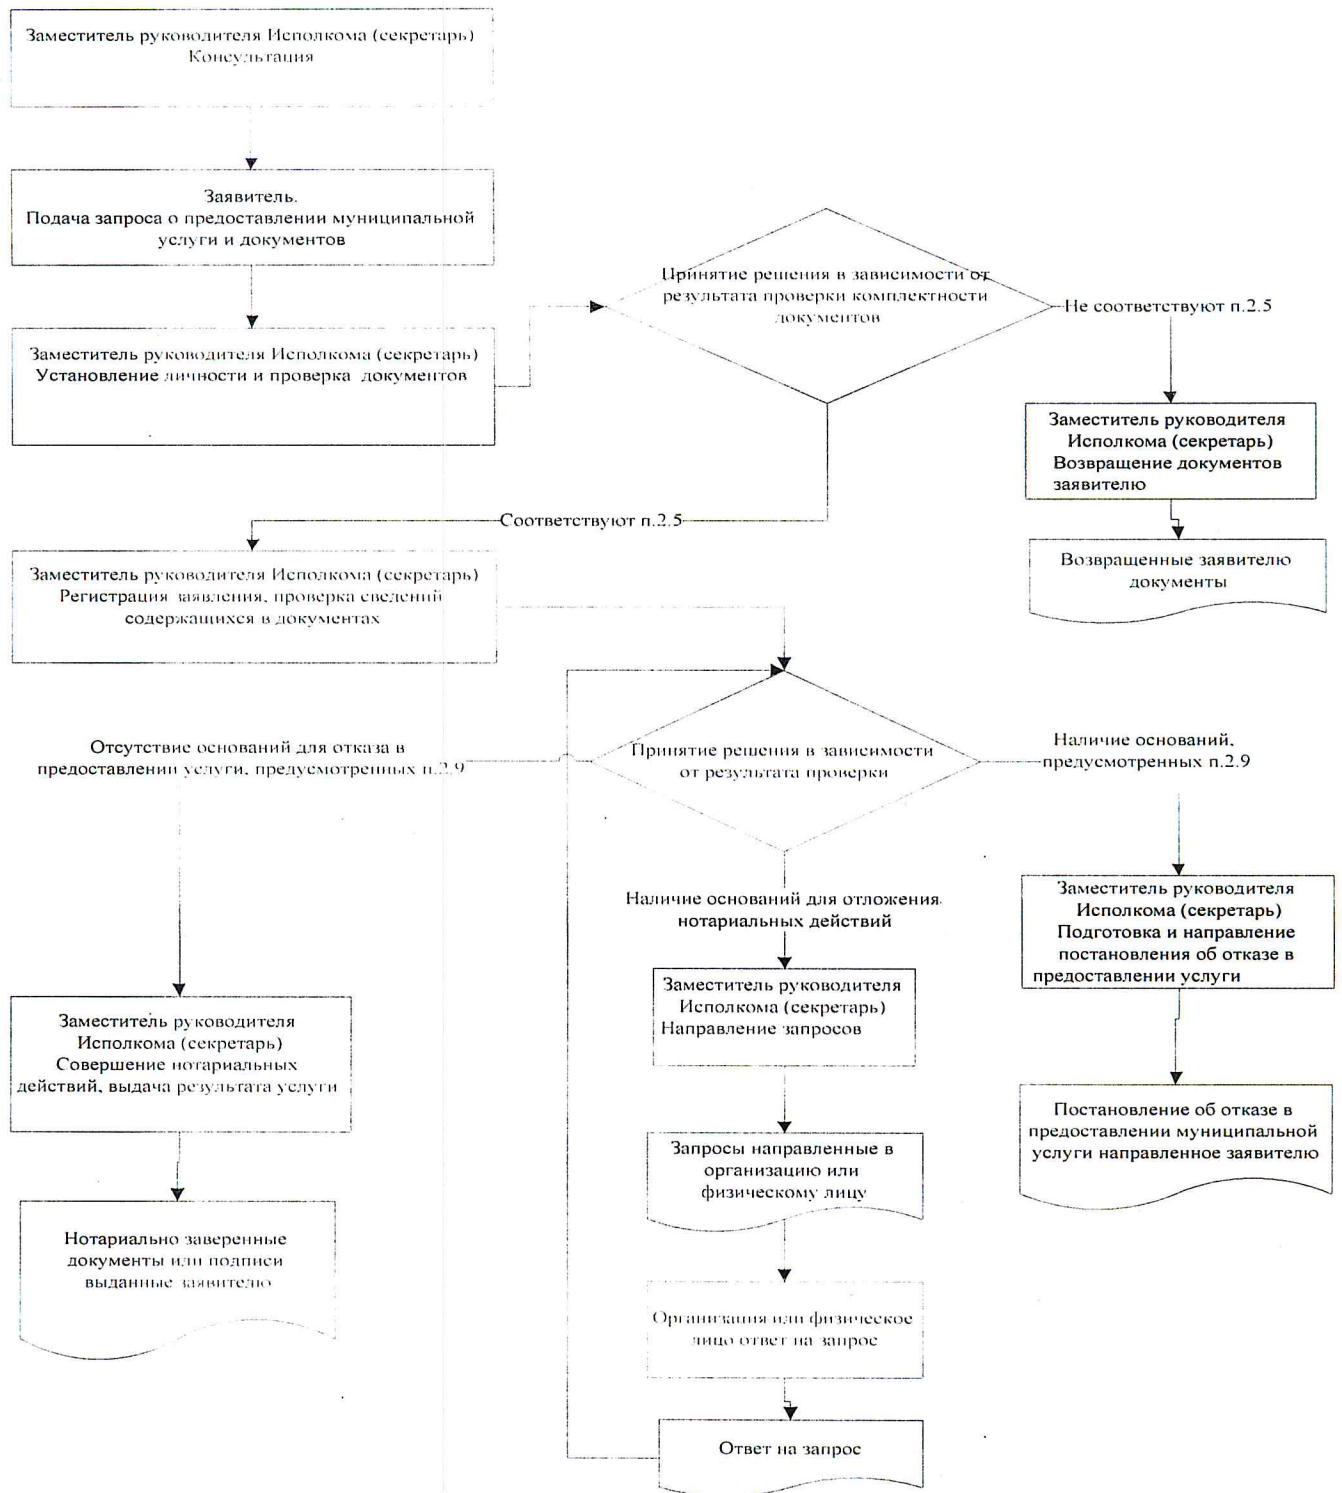 Заместитель руководителя Исполкома (секретарь)
Консультация
Заявитель.
Подача запроса о предоставлении муниципальной
услуги и документов
Заместитель руководителя Исполкома (секретарь)
Установление личности и проверка документов
Принятие решения в зависимости от
результата проверки комплектности
документов
Не соответствуют п.2.5
Заместитель руководителя
Исполкома (секретарь)
Возвращение документов
заявителю
Возвращенные заявителю
документы
Соответствуют п.2.5
Заместитель руководителя Исполкома (секретарь)
Регистрация заявления, проверка сведений
содержащихся в документах
Отсутствие оснований для отказа в
предоставлении услуги, предусмотренных п.2.9
Принятие решения в зависимости
от результата проверки
Наличие оснований,
предусмотренных п.2.9
Наличие оснований для отложения
нотариальных действий
Заместитель руководителя
Исполкома (секретарь)
Подготовка и направление
постановления об отказе в
предоставлении услуги
Заместитель руководителя
Исполкома (секретарь)
Направление запросов
Заместитель руководителя
Исполкома (секретарь)
Совершение нотариальных
действий, выдача результата услуги
Постановление об отказе в
предоставлении муниципальной
услуги направленное заявителю
Запросы направленные в
организацию или
физическому лицу
Нотариально заверенные
документы или подписи
выданные заявителю
Организация или физическое
лицо ответ на запрос
Ответ на запрос